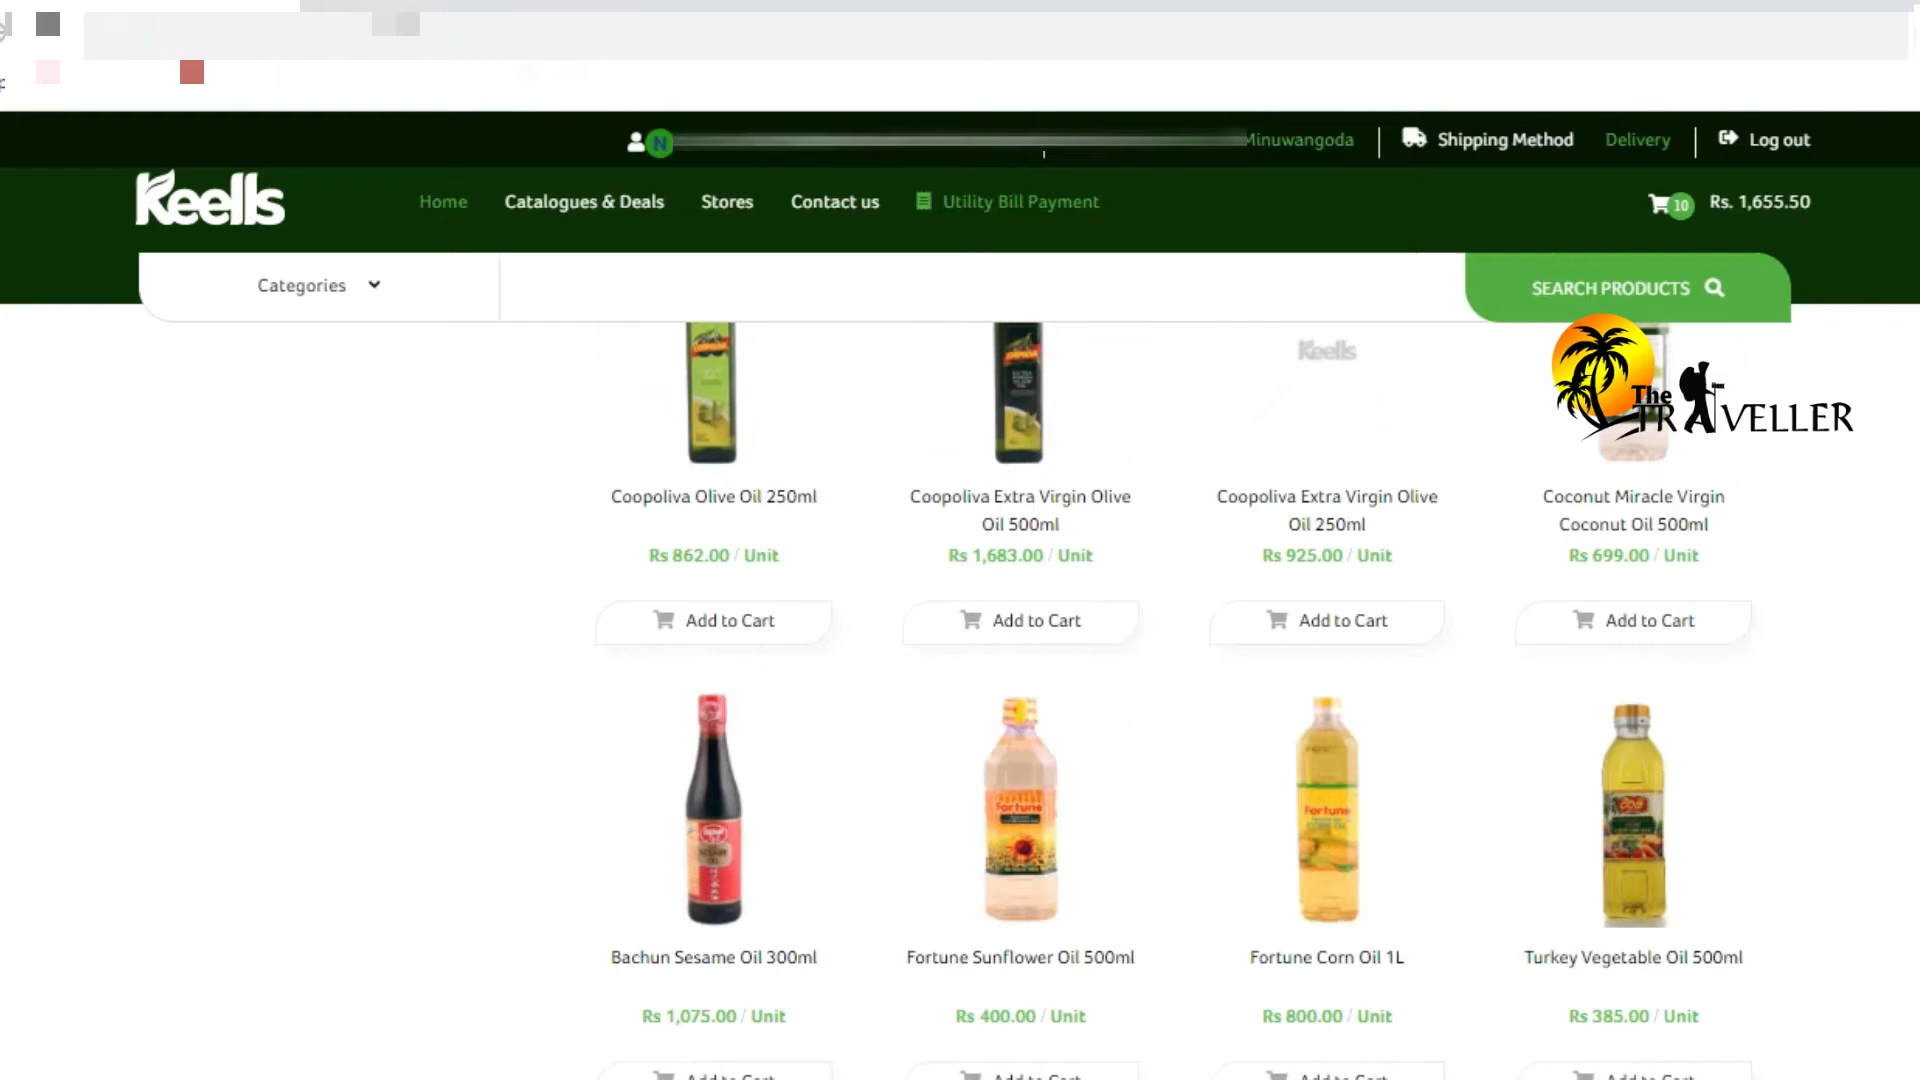 N
Minuwangoda
Shipping Method
Delivery
Log out
Keells
Home
Catalogues & Deals
Stores
Contact us
Utility Bill Payment
10
Rs. 1,655.50
Categories
SEARCH PRODUCTS
Keells
The
TRAVELLER
Coopoliva Olive Oil 250ml
Rs 862.00 / Unit
Add to Cart
Coopoliva Extra Virgin Olive
Oil 500ml
Rs 1,683.00 / Unit
Add to Cart
Coopoliva Extra Virgin Olive
Oil 250ml
Rs 925.00 / Unit
Add to Cart
Coconut Miracle Virgin
Coconut Oil 500ml
Rs 699.00 / Unit
Add to Cart
Fortune
Fortune
CORN OIL
Bachun Sesame Oil 300ml
Rs 1,075.00 / Unit
Add to Cart
Fortune Sunflower Oil 500ml
Rs 400.00 / Unit
Add to Cart
Fortune Corn Oil 1L
Rs 800.00 / Unit
Add to Cart
Turkey Vegetable Oil 500ml
Rs 385.00 / Unit
Add to Cart